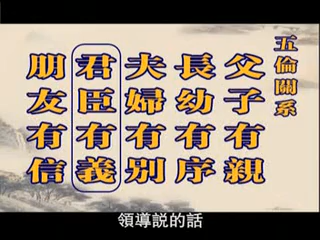 五倫關系
父子有親
長幼有序
夫婦有別
君臣有義
朋友有信
領導説的話